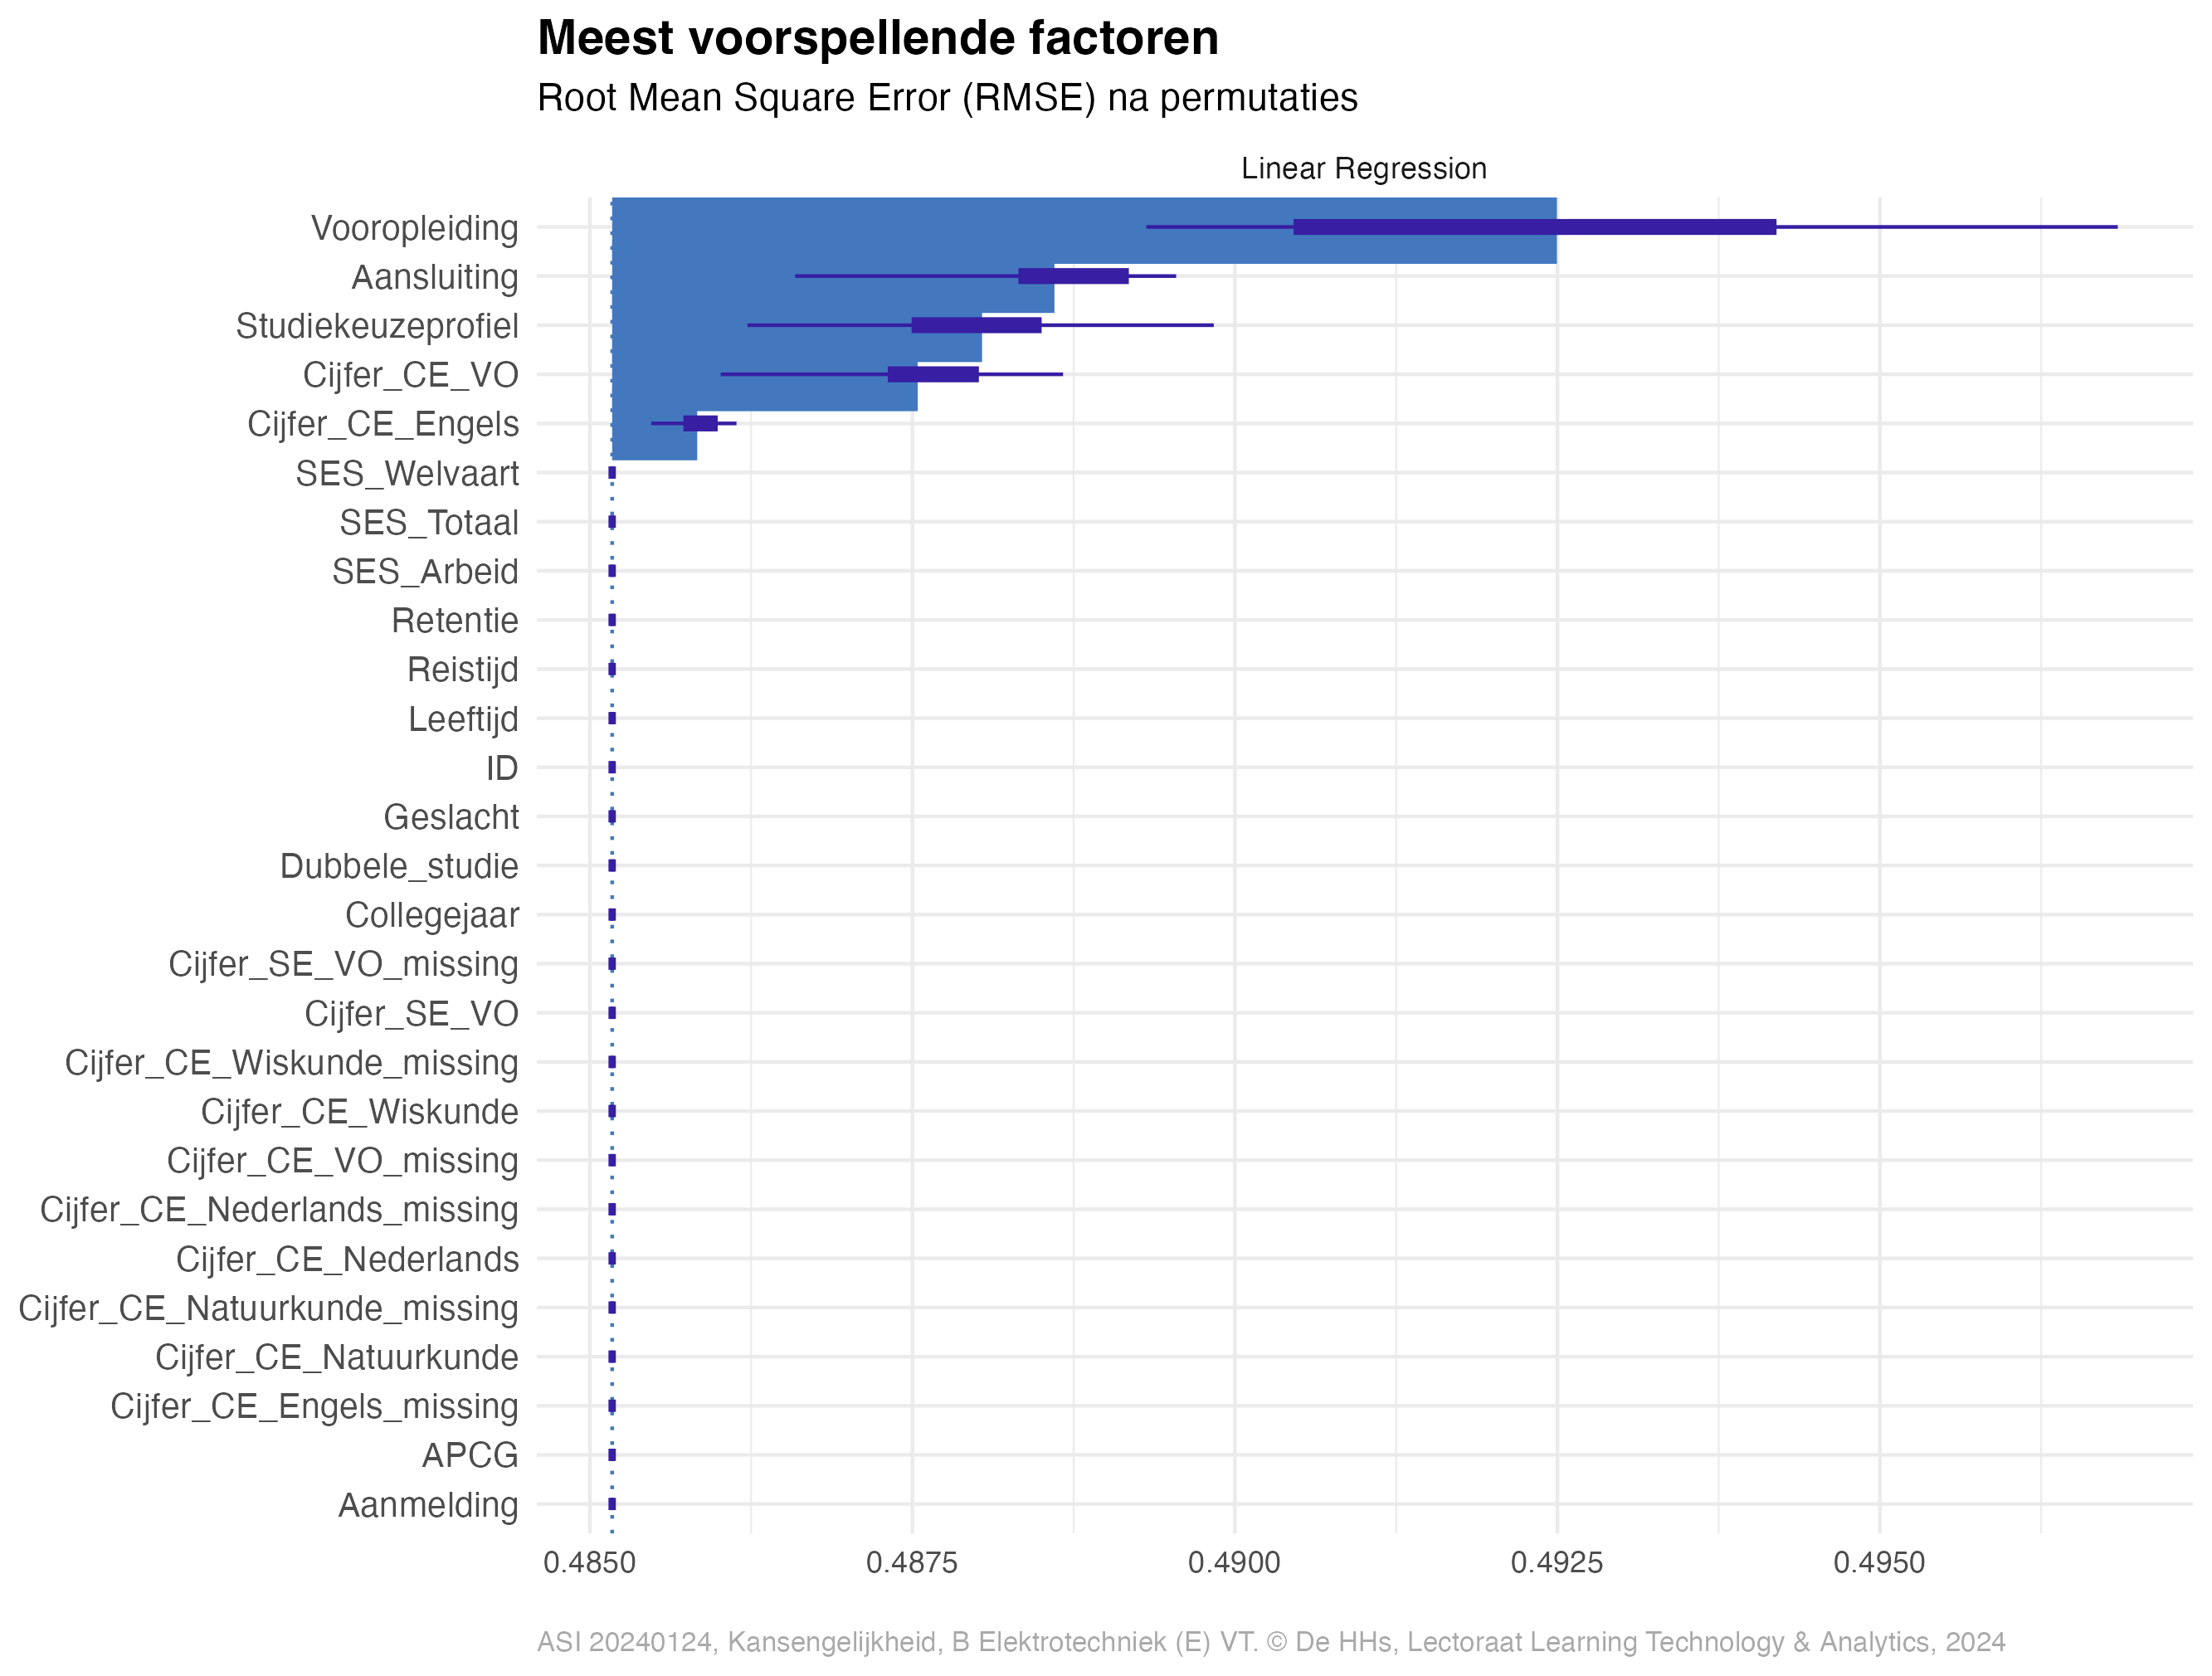 Meest voorspellende factoren
Root Mean Square Error (RMSE) na permutaties
Linear Regression
Vooropleiding
Aansluiting
Studiekeuzeprofiel
Cijfer_CE_VO
Cijfer_CE_Engels
SES_Welvaart
SES_Totaal
SES_Arbeid
Retentie
Reistijd
Leeftijd
ID
Geslacht
Dubbele_studie
Collegejaar
Cijfer_SE_VO_missing
Cijfer_SE_VO
Cijfer_CE_Wiskunde_missing
Cijfer_CE_Wiskunde
Cijfer_CE_VO_missing
Cijfer_CE_Nederlands_missing
Cijfer_CE_Nederlands
Cijfer_CE_Natuurkunde_missing
Cijfer_CE_Natuurkunde
Cijfer_CE_Engels_missing
APCG
Aanmelding
0.4850 0.4875 0.4900 0.4925 0.4950
ASI 20240124, Kansengelijkheid, B Elektrotechniek (E) VT. © De HHs, Lectoraat Learning Technology & Analytics, 2024